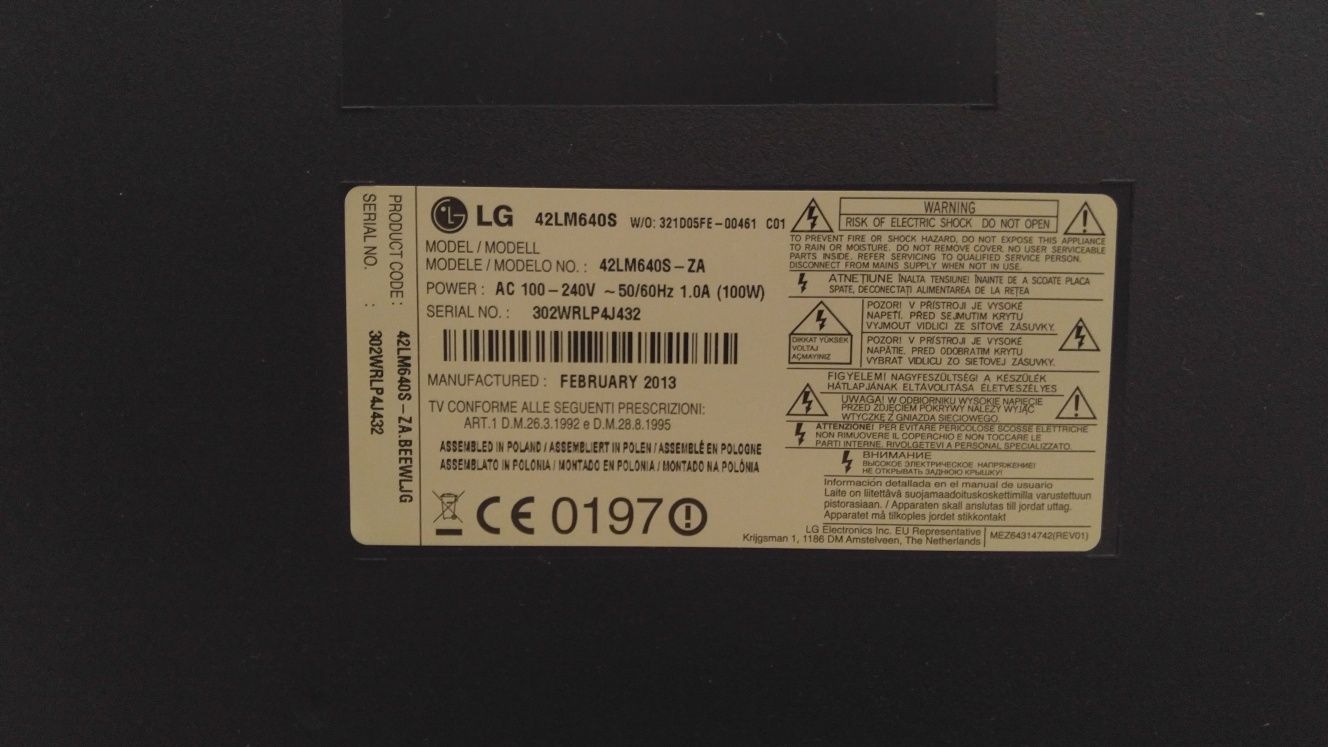 PRODUCT CODE : 42LM640S-ZA.BEEWLJG
SERIAL NO. : 302WRLP4J432
LG 42LM640S W/O: 321D05FE-00461 C01
MODEL / MODELL
MODELE / MODELO NO. : 42LM640S-ZA
POWER : AC 100-240V ~50/60Hz 1.0A (100W)
SERIAL NO. : 302WRLP4J432
MANUFACTURED : FEBRUARY 2013
TV CONFORME ALLE SEGUENTI PRESCRIZIONI:
ART.1 D.M.26.3.1992 e D.M.28.8.1995
ASSEMBLED IN POLAND / ASSEMBLIERT IN POLEN / ASSEMBLÉ EN POLOGNE
ASSEMBLATO IN POLONIA / MONTADO EN POLONIA / MONTADO NA POLÔNIA
CE 0197
WARNING
RISK OF ELECTRIC SHOCK DO NOT OPEN
TO PREVENT FIRE OR SHOCK HAZARD, DO NOT EXPOSE THIS APPLIANCE
TO RAIN OR MOISTURE. DO NOT REMOVE COVER. NO USER SERVICEABLE
PARTS INSIDE. REFER SERVICING TO QUALIFIED SERVICE PERSON.
DISCONNECT FROM MAINS SUPPLY WHEN NOT IN USE.
ATNEŢIUNE ÎNALTA TENSIUNE! ÎNAINTE DE A SCOATE PLACA
SPATE, DECONECTAŢI ALIMENTAREA DE LA REŢEA
DIKKAT YÜKSEK
VOLTAJ
AÇMAYINIZ
POZOR! V PŘÍSTROJI JE VYSOKÉ
NAPĚTÍ. PŘED SEJMUTIM KRYTU
VYJMOUT VIDLICI ZE SÍŤOVÉ ZÁSUVKY.
POZOR! V PRÍSTROJI JE VYSOKÉ
NAPÄTIE. PRED ODOBRATIM KRYTU
VYBRAŤ VIDLICU ZO SIEŤOVEJ ZÁSUVKY.
FIGYELEM! NAGYFESZÜLTSÉG! A KÉSZÜLÉK
HÁTLAPJÁNAK ELTÁVOLÍTÁSA ÉLETVESZÉLYES
UWAGA! W ODBIORNIKU WYSOKIE NAPIĘCIE
PRZED ZDJĘCIEM POKRYWY NALEŻY WYJĄĆ
WTYCZKĘ Z GNIAZDA SIECIOWEGO.
ATTENZIONE! PER EVITARE PERICOLOSE SCOSSE ELETTRICHE
NON RIMUOVERE IL COPERCHIO E NON TOCCARE LE
PARTI INTERNE. RIVOLGETEVI A PERSONAL SPECIALIZZATO.
ВНИМАНИЕ
ВЫСОКОЕ ЭЛЕКТРИЧЕСКОЕ НАПРЯЖЕНИЕ!
НЕ ОТКРЫВАТЬ ЗАДНЮЮ КРЫШКУ!
Información detallada en el manual de usuario
Laite on liitettävä suojamaadoituskoskettimilla varustettuun
pistorasiaan. / Apparaten skall anslutas till jordat uttag.
Apparatet må tilkoples jordet stikkontakt
LG Electronics Inc. EU Representative
Krijgsman 1, 1186 DM Amstelveen, The Netherlands
MEZ64314742(REV01)